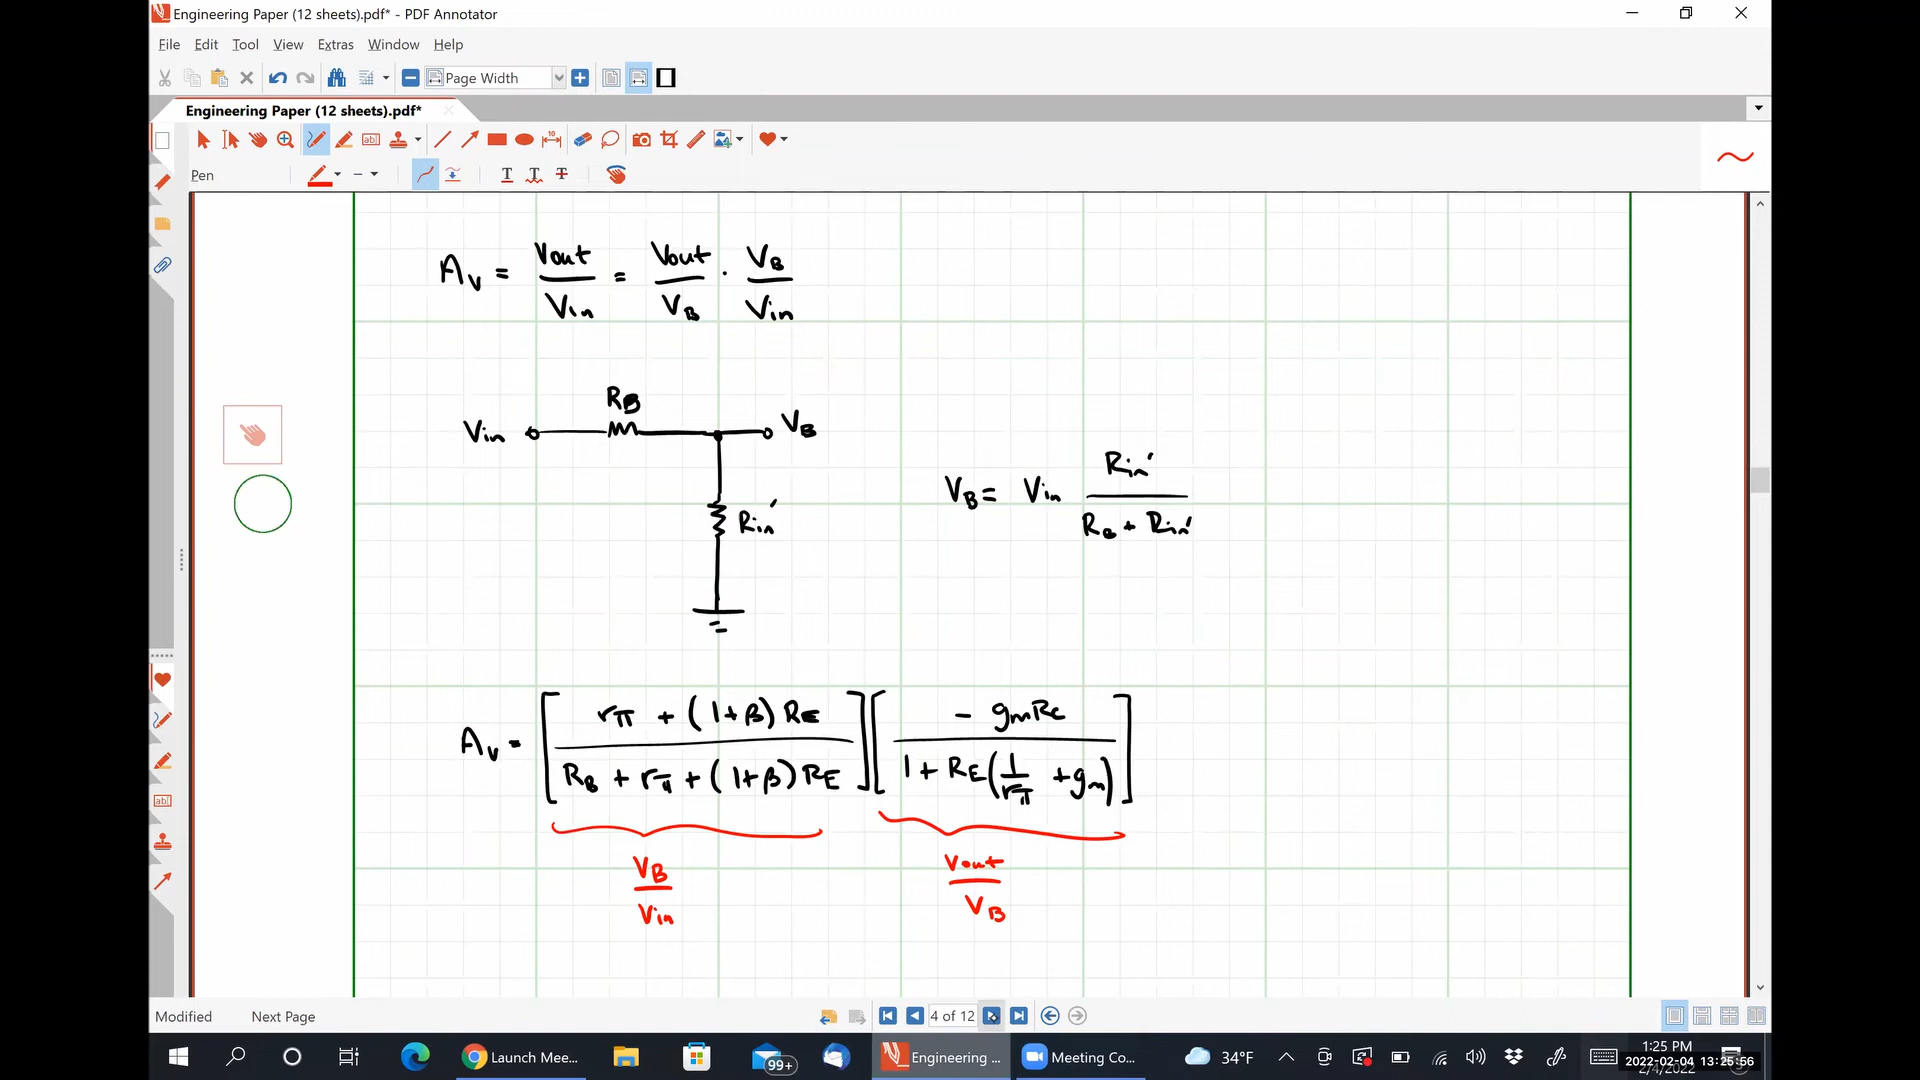 Engineering Paper (12 sheets).pdf* - PDF Annotator
File Edit Tool View Extras Window Help
Page Width
Engineering Paper (12 sheets).pdf*
Pen
Av = Vout/Vin = Vout/VB · VB/Vin
RB
Vin VB
Rin'
VB = Vin Rin'/(RB + Rin')
Av = [(rπ + (1+β) RE)/(RB + rπ + (1+β) RE)] [(- gmRC)/(1 + RE(1/rπ + gm))]
VB/Vin Vout/VB
Modified Next Page 4 of 12
Launch Mee... 99+ Engineering ... Meeting Co... 34°F 1:25 PM
2022-02-04 13:25:56